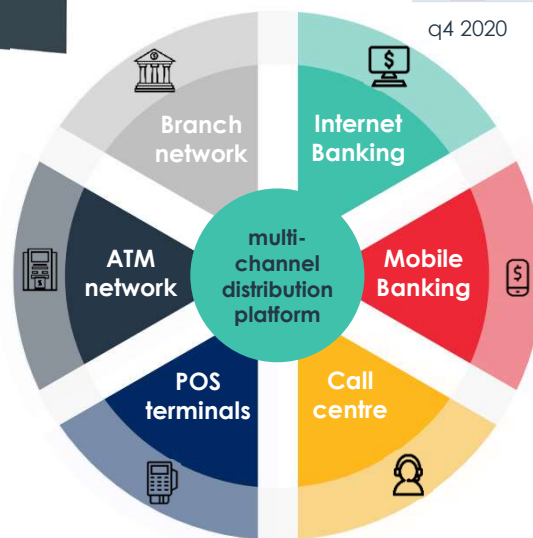 q4 2020
Branch
network
Internet
Banking
ATM
network
multi-
channel
distribution
platform
Mobile
Banking
POS
terminals
Call
centre